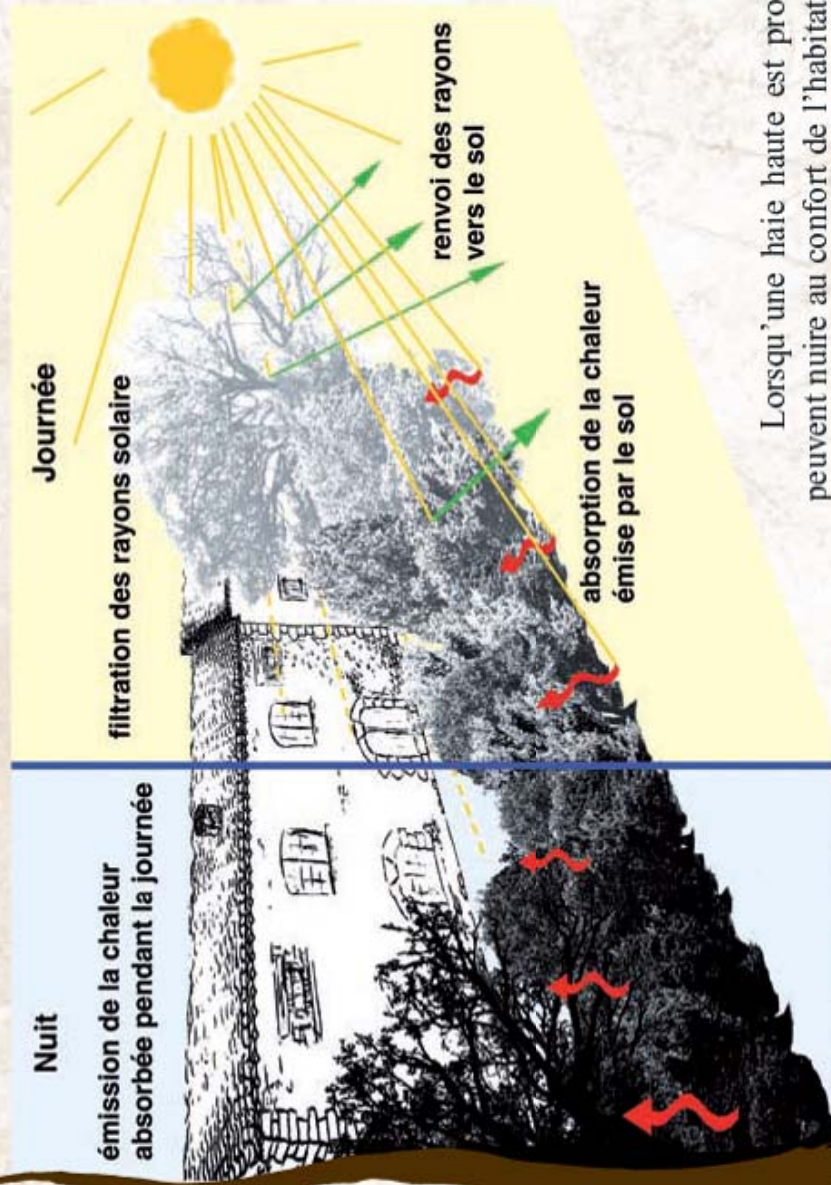 Nuit
émission de la chaleur
absorbée pendant la journée
Journée
filtration des rayons solaire
renvoi des rayons
vers le sol
absorption de la chaleur
émise par le sol
Lorsqu'une haie haute est
peuvent nuire au confort de l'habitat